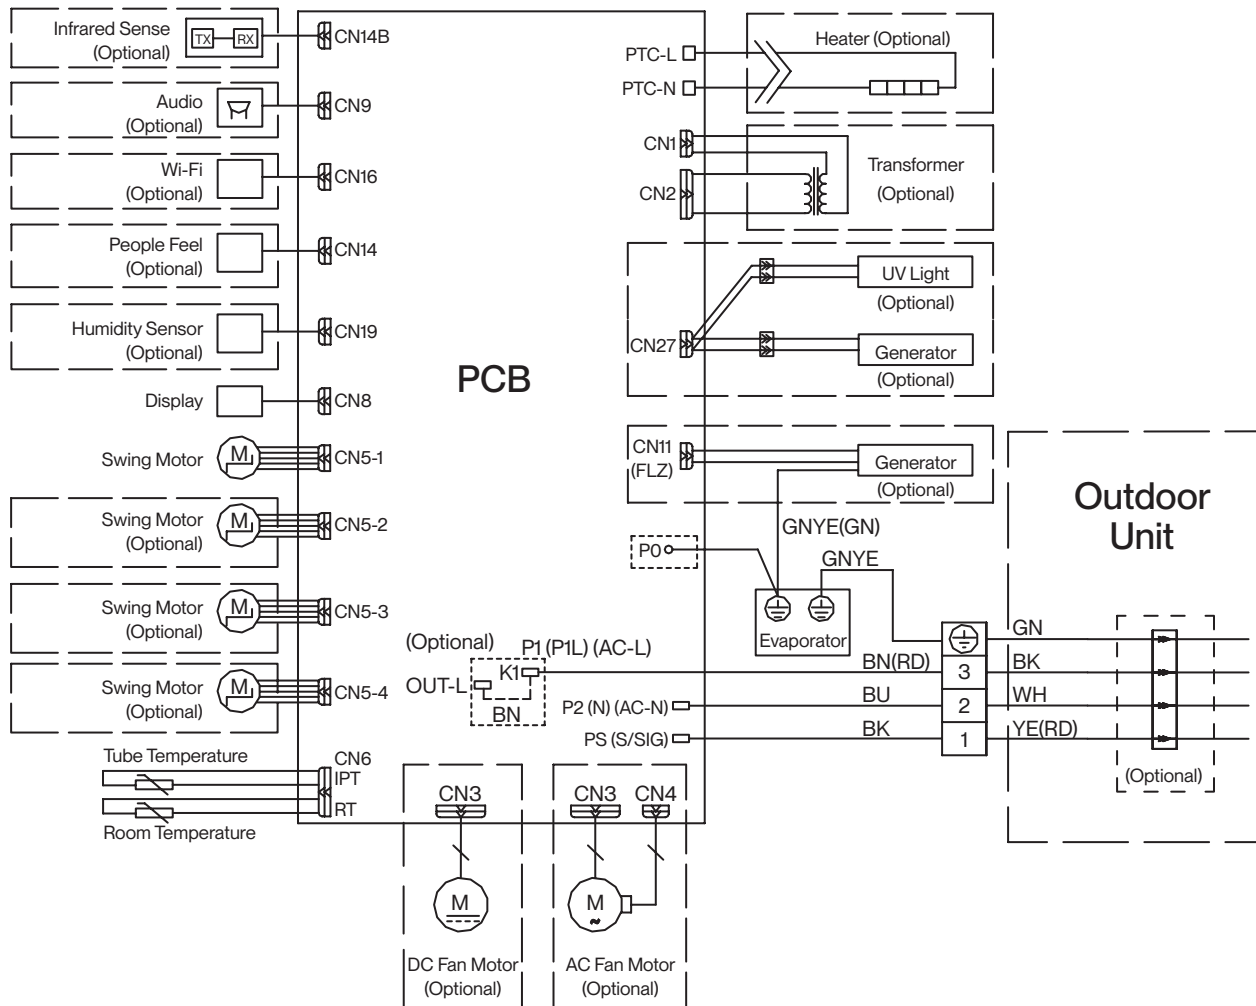 Infrared Sense
(Optional)
TX
RX
CN14B
Audio
(Optional)
CN9
Wi-Fi
(Optional)
CN16
People Feel
(Optional)
CN14
Humidity Sensor
(Optional)
CN19
Display
CN8
Swing Motor
M
CN5-1
Swing Motor
(Optional)
M
CN5-2
Swing Motor
(Optional)
M
CN5-3
Swing Motor
(Optional)
M
CN5-4
Tube Temperature
CN6
IPT
RT
Room Temperature
PCB
PTC-L
PTC-N
Heater (Optional)
CN1
CN2
Transformer
(Optional)
CN27
UV Light
(Optional)
Generator
(Optional)
CN11
(FLZ)
Generator
(Optional)
GNYE(GN)
P0
GNYE
Evaporator
(Optional)
P1 (P1L) (AC-L)
K1
OUT-L
BN
P2 (N) (AC-N)
PS (S/SIG)
BN(RD)
BU
BK
3
2
1
GN
BK
WH
YE(RD)
Outdoor
Unit
(Optional)
CN3
M
DC Fan Motor
(Optional)
CN3
CN4
M
~
AC Fan Motor
(Optional)